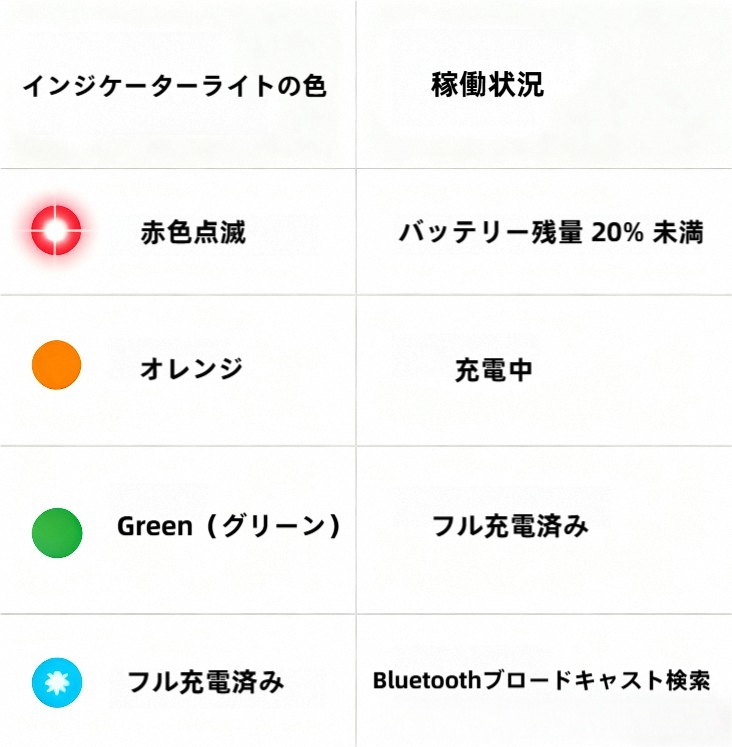 インジケーターライトの色
稼働状況
赤色点滅
バッテリー残量 20% 未満
オレンジ
充電中
Green（グリーン）
フル充電済み
フル充電済み
Bluetoothブロードキャスト検索